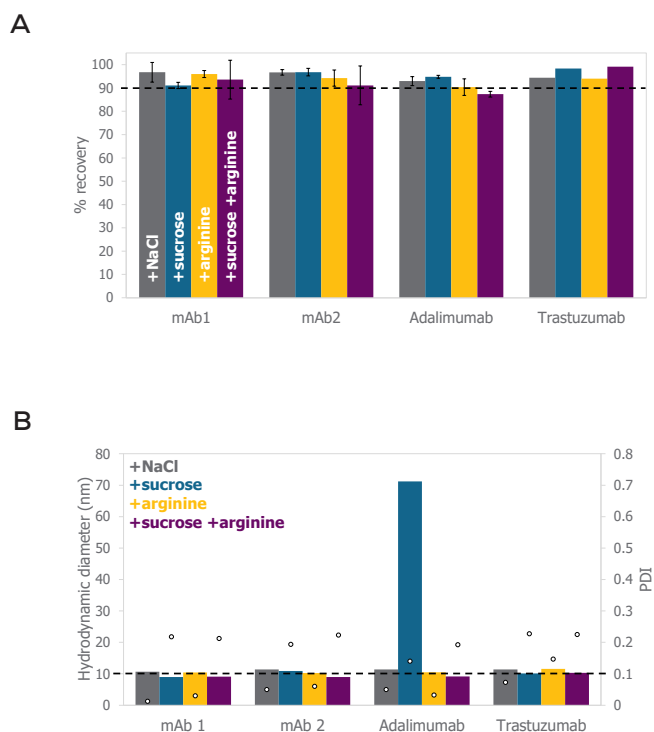 A
100
90
80
70
60
50
40
30
20
10
0
% recovery
+NaCl
+sucrose
+arginine
+sucrose +arginine
mAb1 mAb2 Adalimumab Trastuzumab
B
80 0.8
70 0.7
60 0.6
50 0.5
40 0.4
30 0.3
20 0.2
10 0.1
0 0
Hydrodynamic diameter (nm)
PDI
+NaCl
+sucrose
+arginine
+sucrose +arginine
mAb 1 mAb 2 Adalimumab Trastuzumab